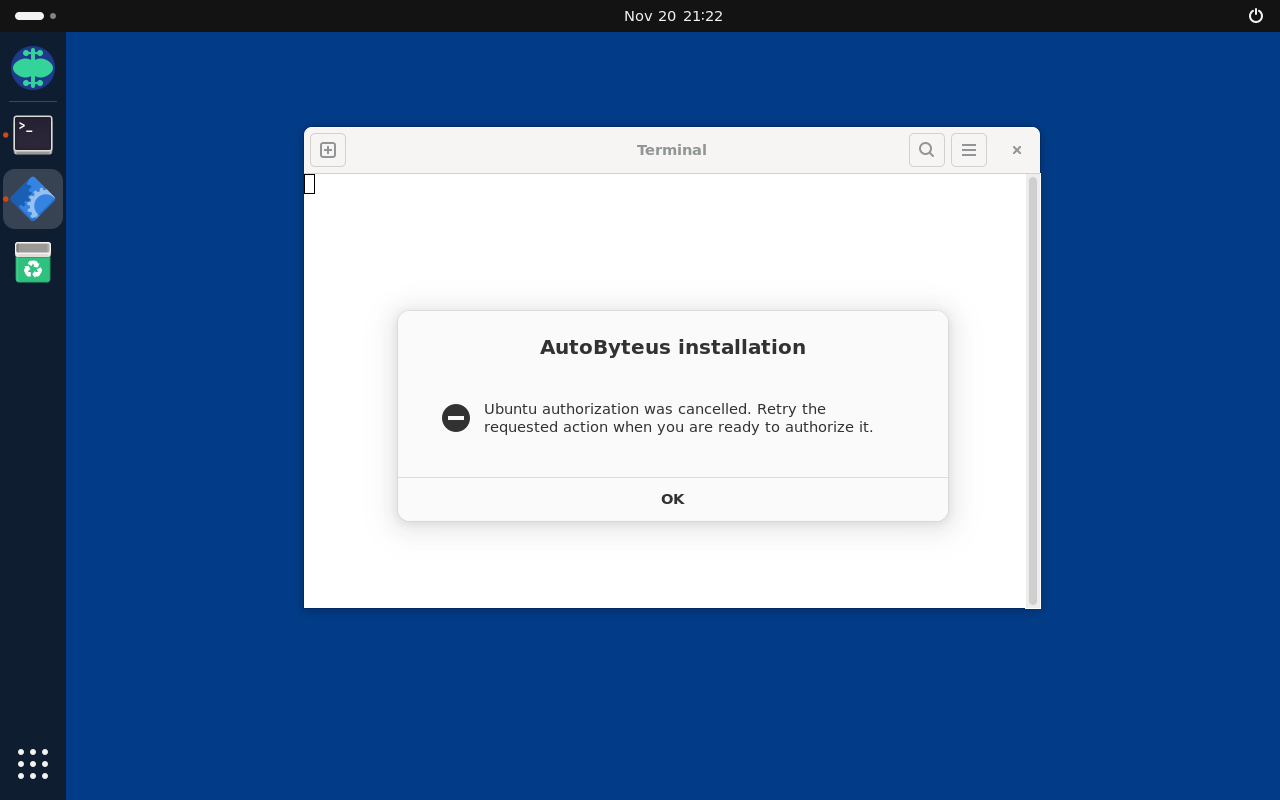 Nov 20 21:22
Terminal
>_
AutoByteus installation
Ubuntu authorization was cancelled. Retry the
requested action when you are ready to authorize it.
OK